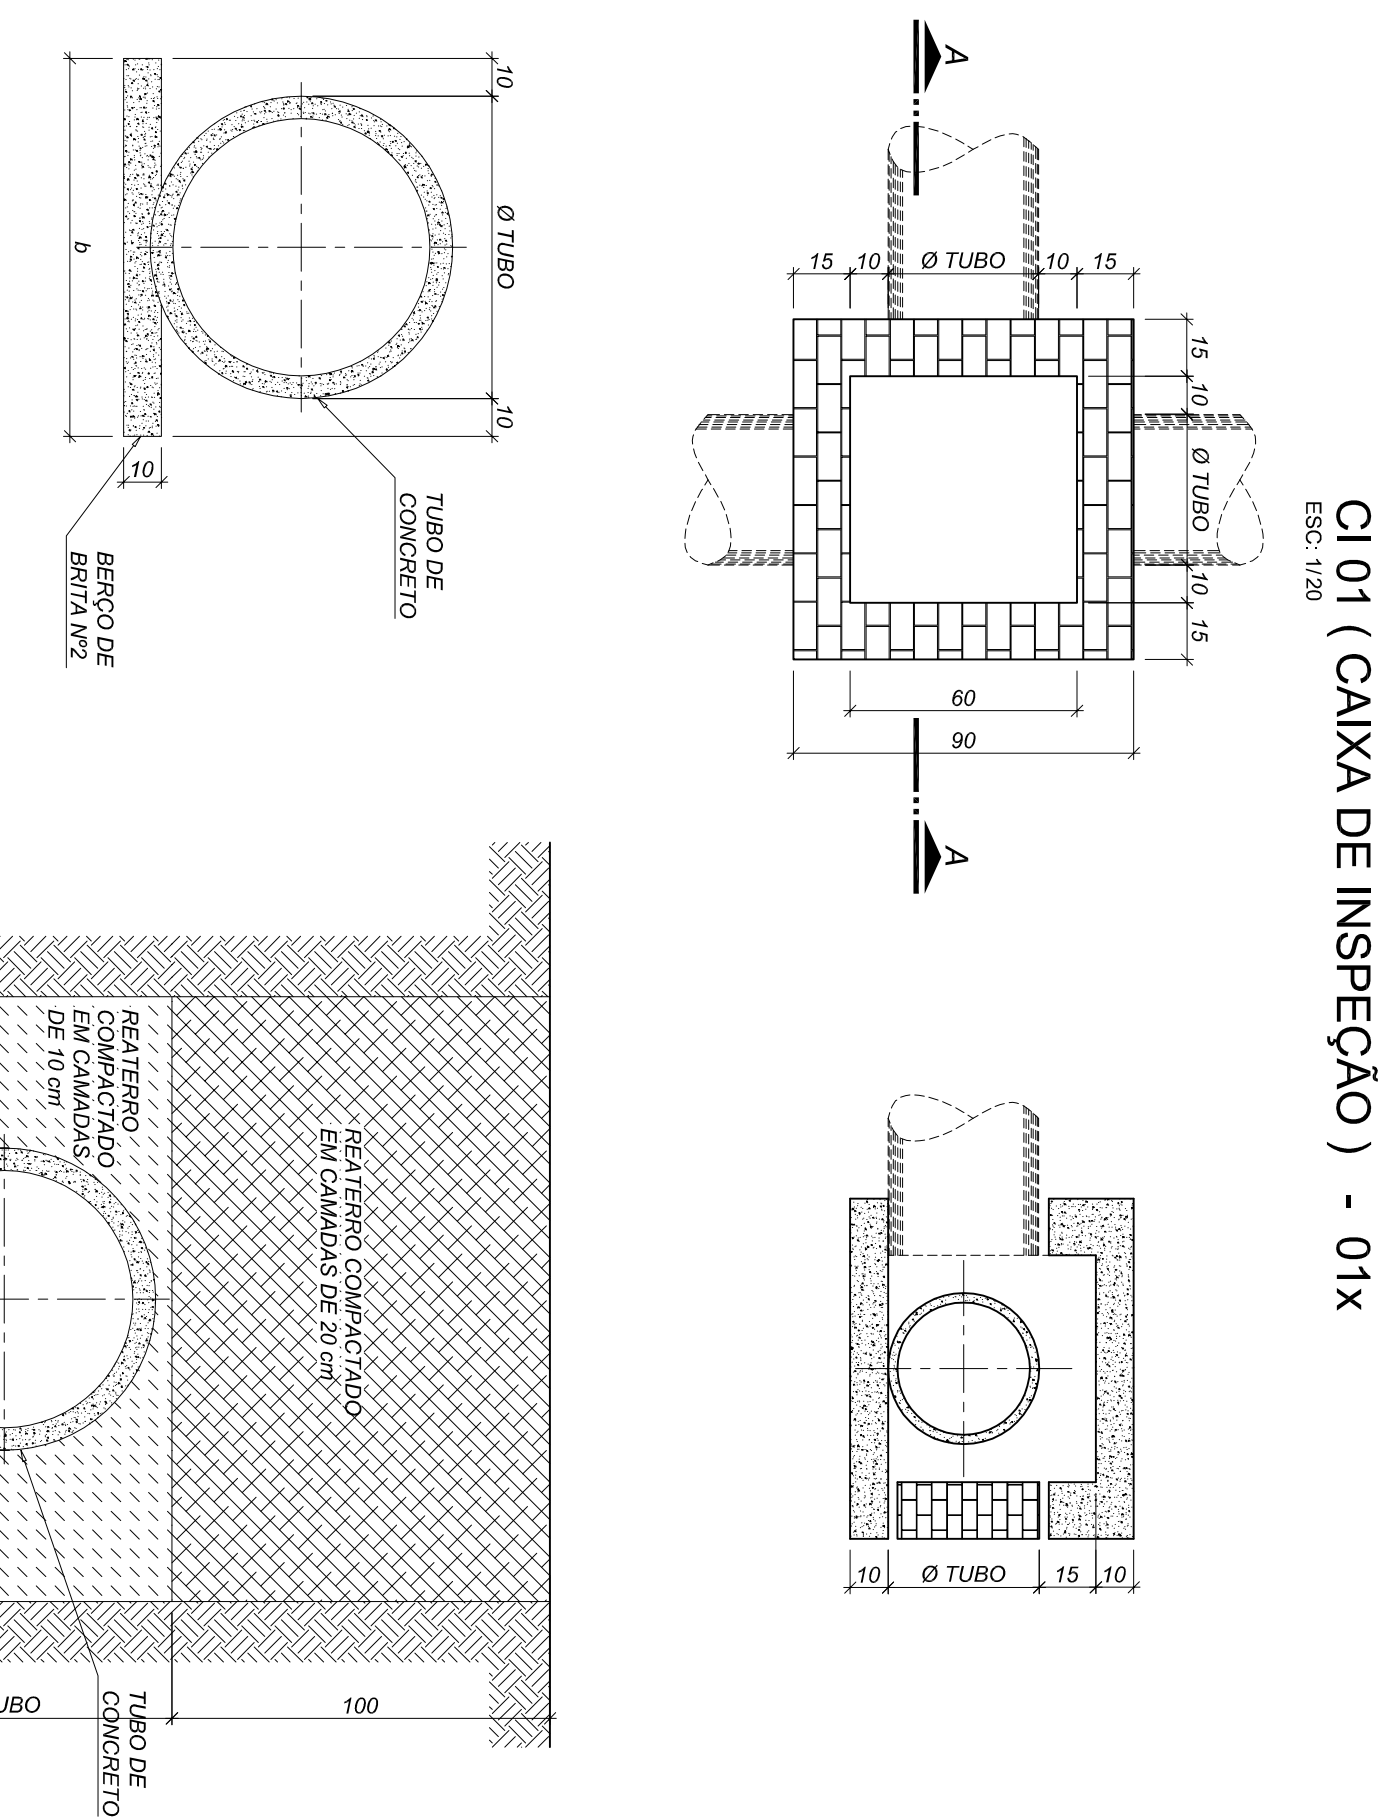 CI 01 ( CAIXA DE INSPEÇÃO ) - 01x
ESC: 1/20
A
A
15
10
Ø TUBO
10
15
15
10
Ø TUBO
10
15
60
90
10
Ø TUBO
15
10
10
Ø TUBO
10
10
b
TUBO DE
CONCRETO
BERÇO DE
BRITA Nº2
REATERRO COMPACTADO
EM CAMADAS DE 20 cm
REATERRO
COMPACTADO
EM CAMADAS
DE 10 cm
100
UBO
TUBO DE
CONCRETO